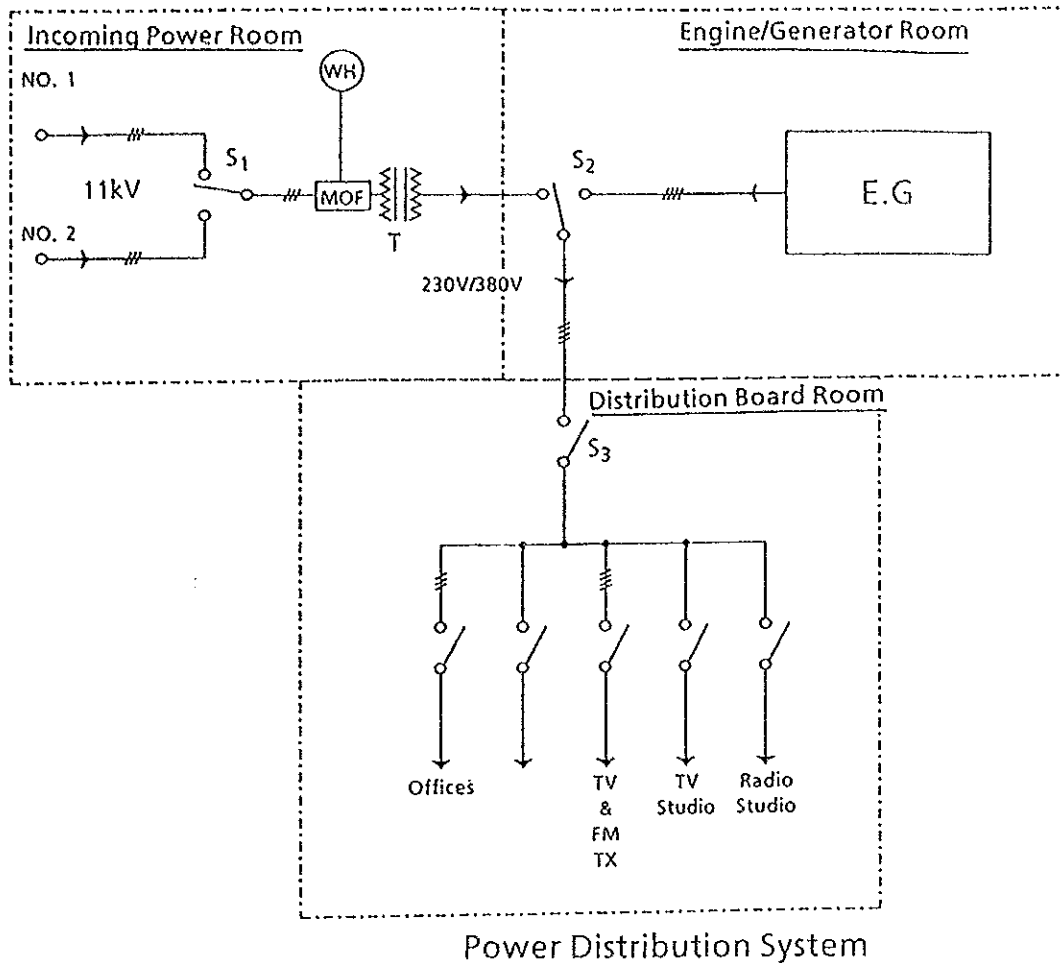 Incoming Power Room
Engine/Generator Room
NO. 1
WH
S1
S2
11kV
MOF
E.G
T
NO. 2
230V/380V
Distribution Board Room
S3
Offices
TV
&
FM
TX
TV
Studio
Radio
Studio
Power Distribution System